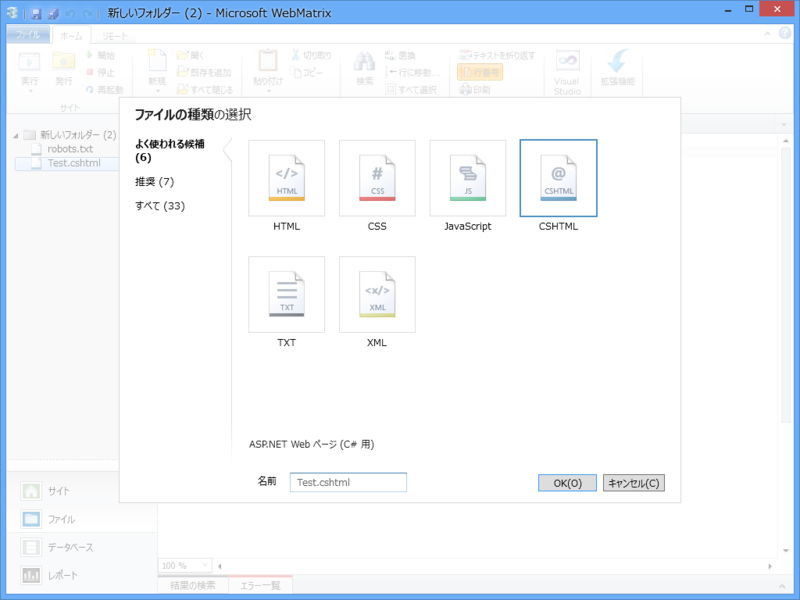 新しいフォルダー (2) - Microsoft WebMatrix
ファイル ホーム リモート
実行
発行
開始
停止
再起動
サイト
新規
開く
既存を追加
すべて閉じる
貼り付け
切り取り
コピー
検索
置換
行に移動...
すべて選択
テキストを折り返す
行番号
印刷
Visual
Studio
拡張機能
新しいフォルダー (2)
robots.txt
Test.cshtml
ファイルの種類の選択
よく使われる候補
(6)
推奨 (7)
すべて (33)
</> # JS @
HTML CSS CSHTML
HTML CSS JavaScript CSHTML
<x/>
TXT XML
TXT XML
ASP.NET Web ページ (C# 用)
名前 Test.cshtml OK(O) キャンセル(C)
サイト
ファイル
データベース
レポート
100 %
結果の検索 エラー一覧